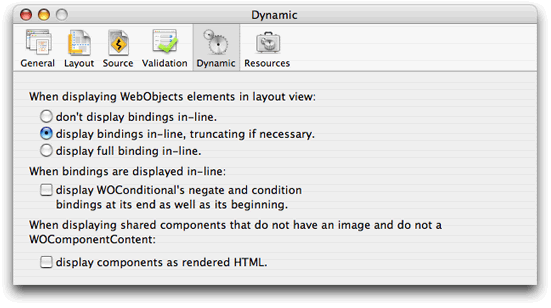 Dynamic
General Layout Source Validation Dynamic Resources
When displaying WebObjects elements in layout view:
don't display bindings in-line.
display bindings in-line, truncating if necessary.
display full binding in-line.
When bindings are displayed in-line:
display WOConditional's negate and condition
bindings at its end as well as its beginning.
When displaying shared components that do not have an image and do not a
WOComponentContent:
display components as rendered HTML.